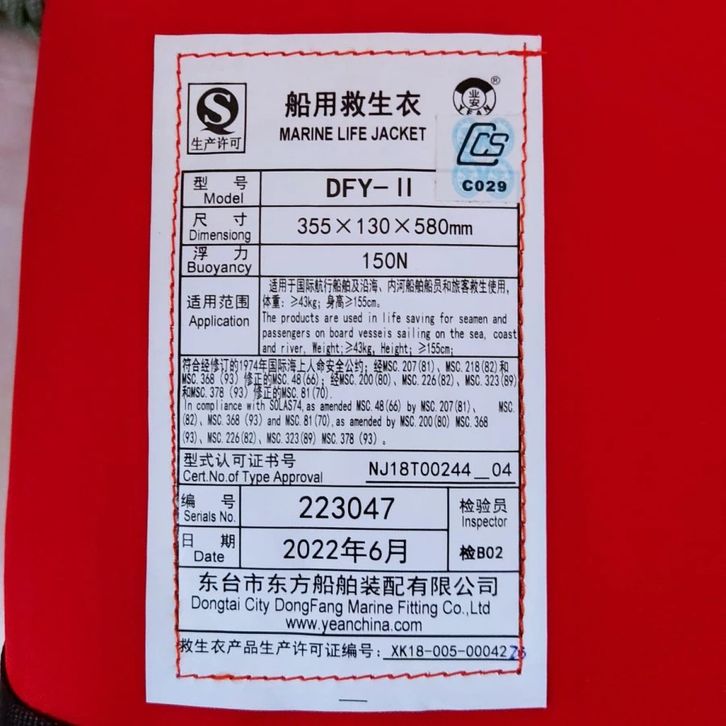 生产许可
船用救生衣
MARINE LIFE JACKET
业安
YEAN
®
CCS
C029
型 号
Model
DFY-II
尺 寸
Dimensiong
355×130×580mm
浮 力
Buoyancy
150N
适用范围
Application
适用于国际航行船舶及沿海、内河船舶船员和旅客救生使用,
体重: ≥43kg; 身高≥155cm。
The products are used in life saving for seamen and
passengers on board vesseis sailing on the sea, coast
and river, Weight;≥43kg, Height; ≥155cm;
符合经修订的1974年国际海上人命安全公约; 经MSC.207(81)、MSC.218(82)和
MSC.368 (93) 修正的MSC.48(66); 经MSC.200(80)、MSC.226(82)、MSC.323(89)
和MSC.378 (93) 修正的MSC.81(70).
In compliance with SOLAS74, as amended MSC.48(66) by MSC.207(81)、 MSC.
(82)、MSC.368 (93) and MSC.81(70), as amended by MSC.200(80) MSC.368
(93)、MSC.226(82)、MSC.323(89) MSC.378 (93) 。
型式认可证书号
Cert.No.of Type Approval
NJ18T00244_04
编 号
Serials No.
223047
检验员
Inspector
日 期
Date
2022年6月
检B02
东台市东方船舶装配有限公司
Dongtai City DongFang Marine Fitting Co.,Ltd
www.yeanchina.com
救生衣产品生产许可证编号: XK18-005-00042